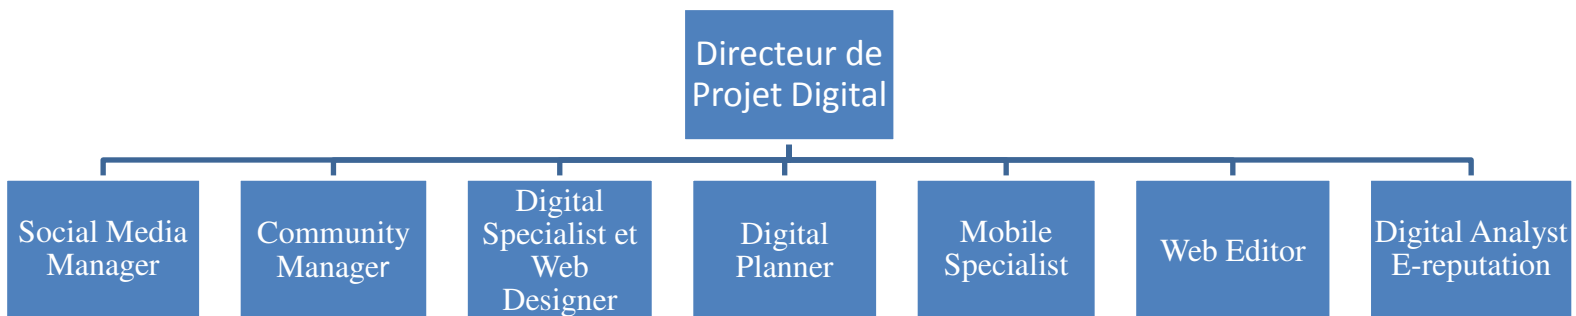 Directeur de
Projet Digital
Social Media
Manager
Community
Manager
Digital
Specialist et
Web
Designer
Digital
Planner
Mobile
Specialist
Web Editor
Digital Analyst
E-reputation